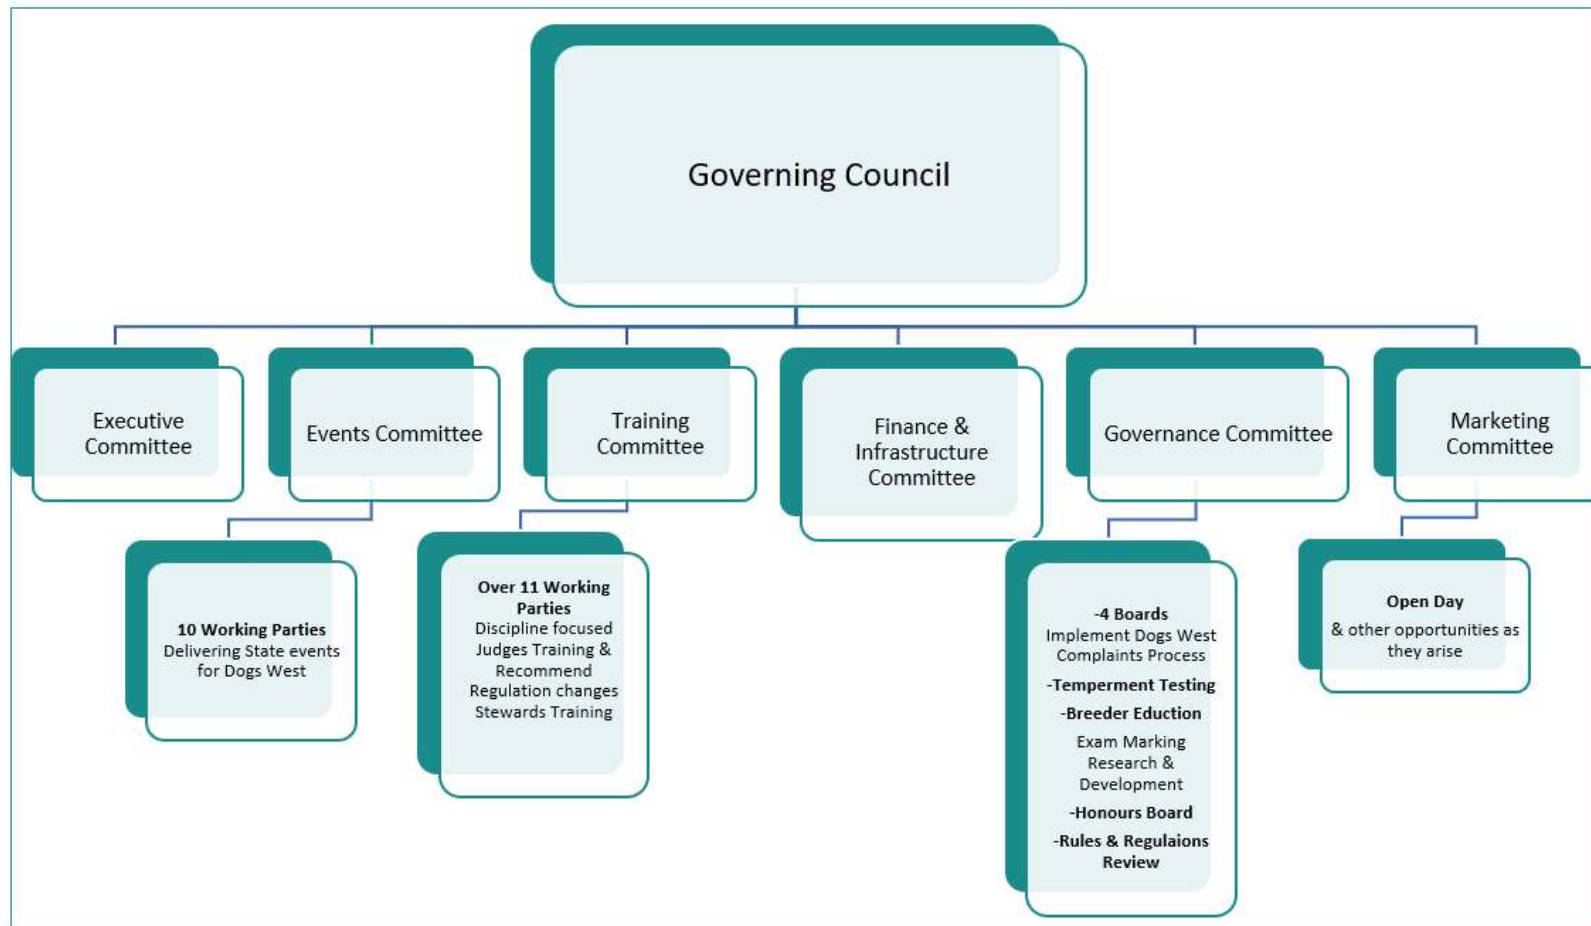 Governing Council
Executive
Committee
Events Committee
Training
Committee
Finance &
Infrastructure
Committee
Governance Committee
Marketing
Committee
10 Working Parties
Delivering State events
for Dogs West
Over 11 Working
Parties
Discipline focused
Judges Training &
Recommend
Regulation changes
Stewards Training
-4 Boards
Implement Dogs West
Complaints Process
-Temperment Testing
-Breeder Eduction
Exam Marking
Research &
Development
-Honours Board
-Rules & Regulaions
Review
Open Day
& other opportunities as
they arise